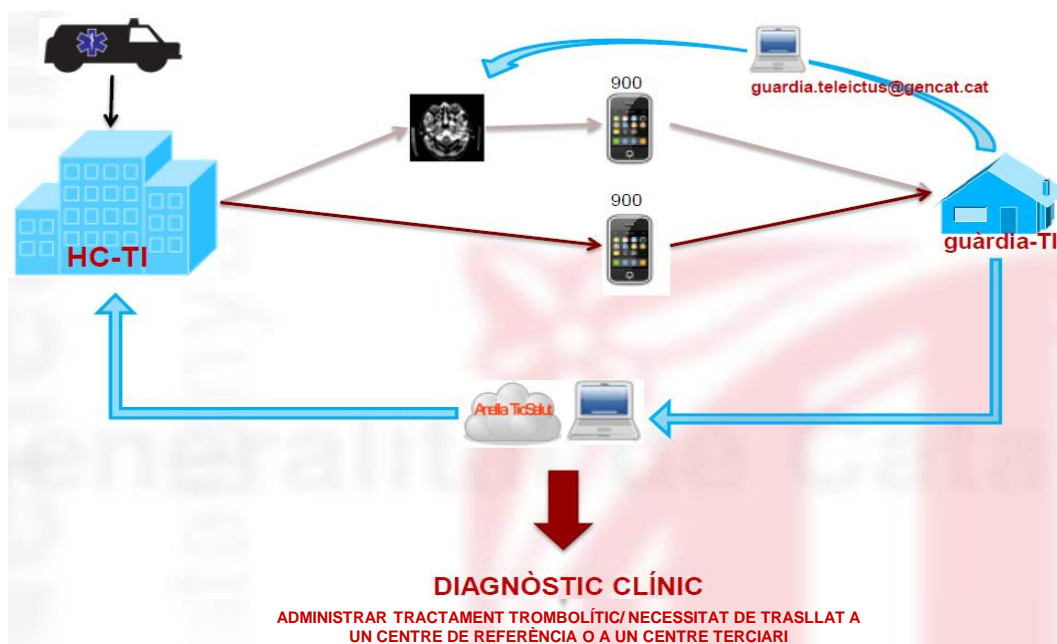 900
guardia.teleictus@gencat.cat
900
HC-TI
guàrdia-TI
Anella TicSalut
DIAGNÒSTIC CLÍNIC
ADMINISTRAR TRACTAMENT TROMBOLÍTIC/ NECESSITAT DE TRASLLAT A
UN CENTRE DE REFERÈNCIA O A UN CENTRE TERCIARI